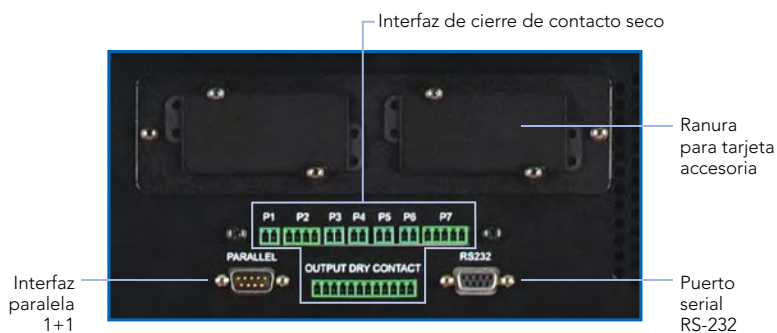 Interfaz de cierre de contacto seco
Ranura
para tarjeta
accesoria
P1 P2 P3 P4 P5 P6 P7
PARALLEL
RS232
OUTPUT DRY CONTACT
Interfaz
paralela
1+1
Puerto
serial
RS-232